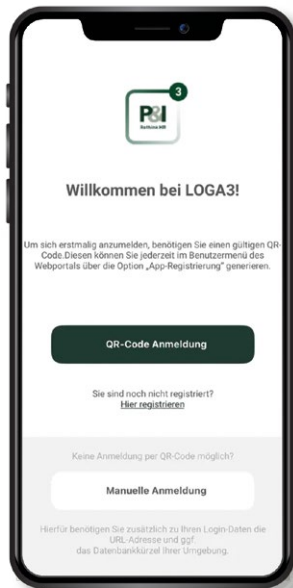 3
P&I
Willkommen bei LOGA3!
Um sich erstmalig anzumelden, benötigen Sie einen gültigen QR-
Code.Diesen können Sie jederzeit im Benutzermenü des
Webportals über die Option „App-Registrierung" generieren.
QR-Code Anmeldung
Sie sind noch nicht registriert?
Hier registrieren
Keine Anmeldung per QR-Code möglich?
Manuelle Anmeldung
Hierfür benötigen Sie zusätzlich zu Ihren Login-Daten die
URL-Adresse und ggf.
das Datenbankkürzel Ihrer Umgebung.